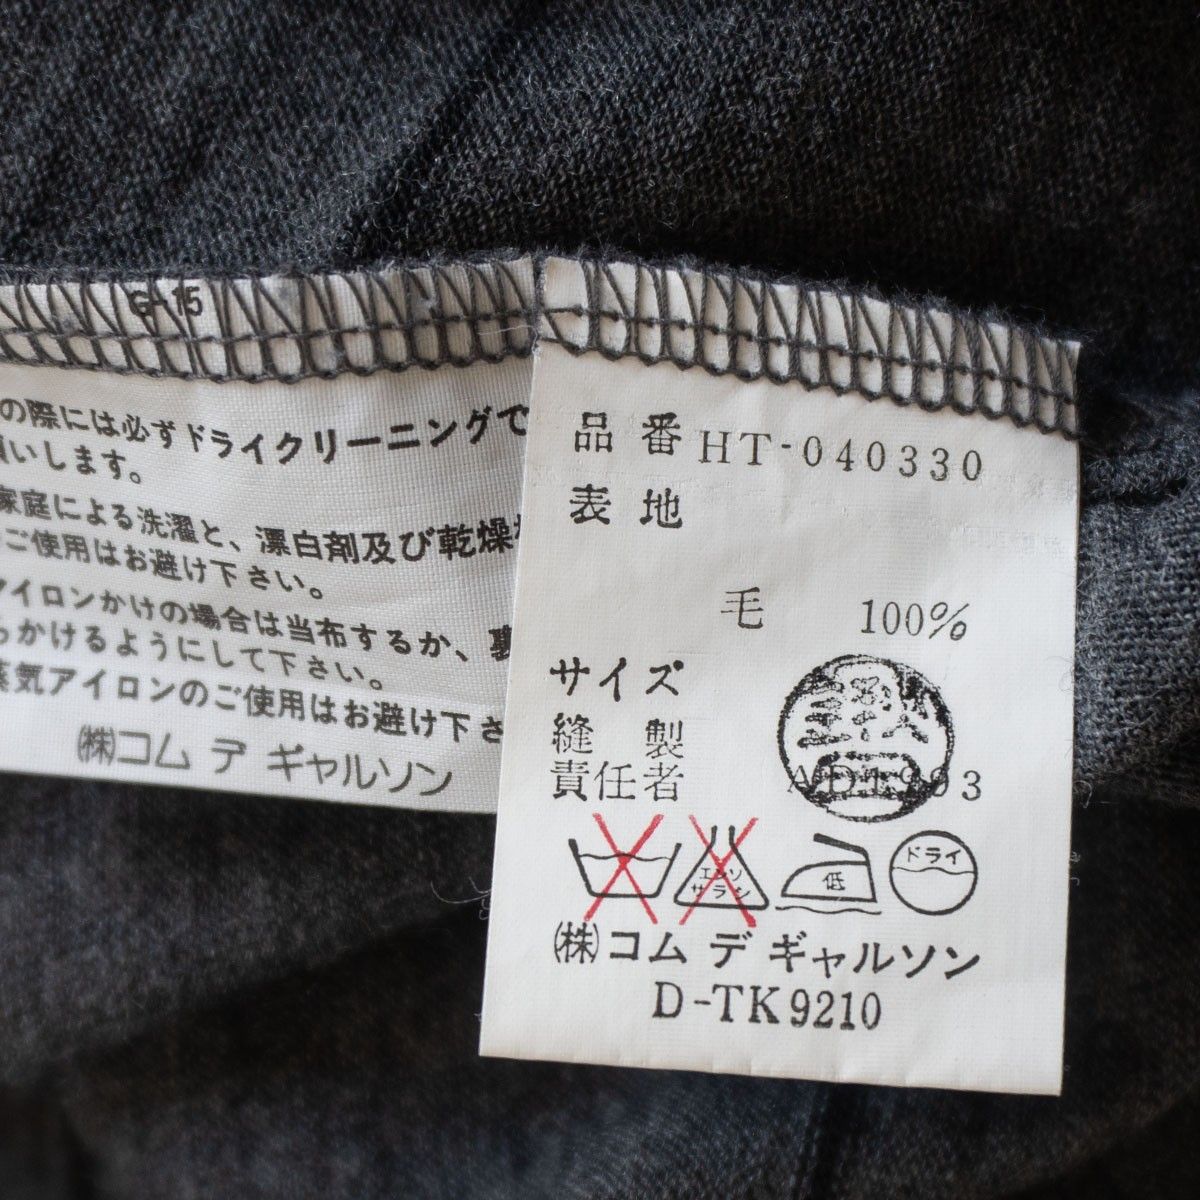 G-15
の際には必ずドライクリーニングで
願いします。
家庭による洗濯と、漂白剤及び乾燥
ご使用はお避け下さい。
アイロンかけの場合は当布するか、裏
らかけるようにして下さい。
蒸気アイロンのご使用はお避け下さ
(株)コム デ ギャルソン
品番 HT-040330
表地
毛 100%
サイズ
縫製
責任者 AD1993
エンソ
サラシ
低
ドライ
(株)コム デ ギャルソン
D-TK9210